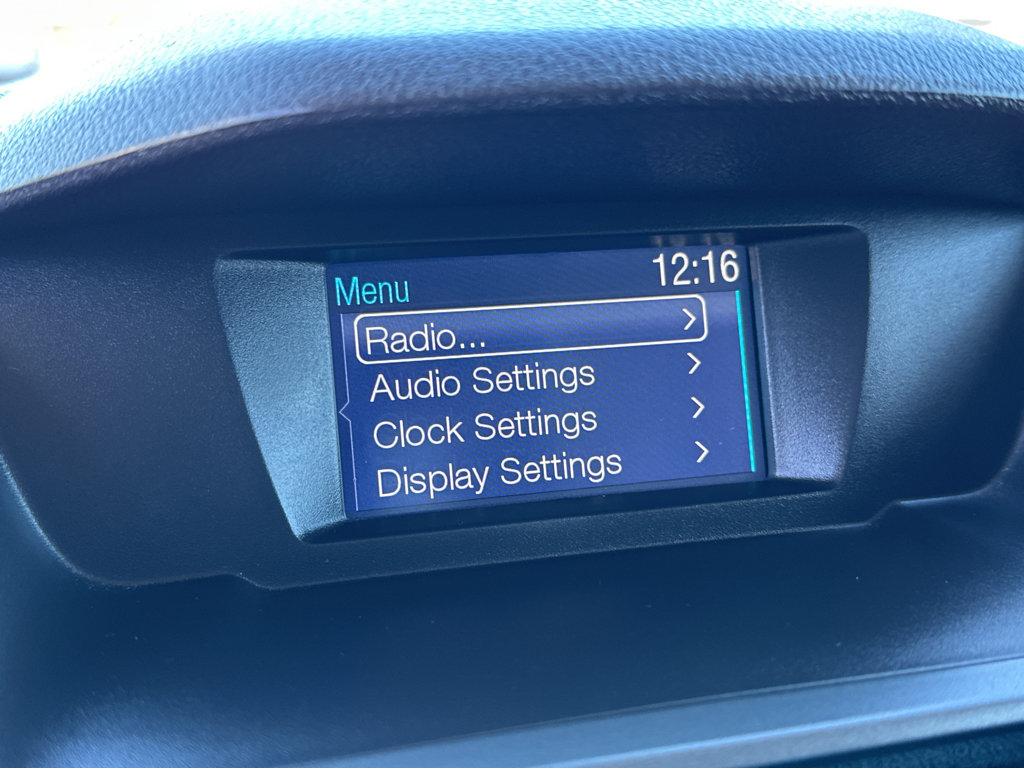 Menu 12:16
Radio...
Audio Settings
Clock Settings
Display Settings